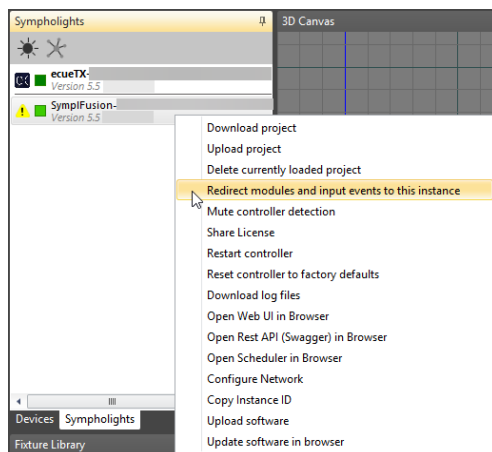 Sympholights
3D Canvas
ecueTX-
Version 5.5
SymplFusion-
Version 5.5
Download project
Upload project
Delete currently loaded project
Redirect modules and input events to this instance
Mute controller detection
Share License
Restart controller
Reset controller to factory defaults
Download log files
Open Web UI in Browser
Open Rest API (Swagger) in Browser
Open Scheduler in Browser
Configure Network
Copy Instance ID
Upload software
Update software in browser
Devices Sympholights
Fixture Library